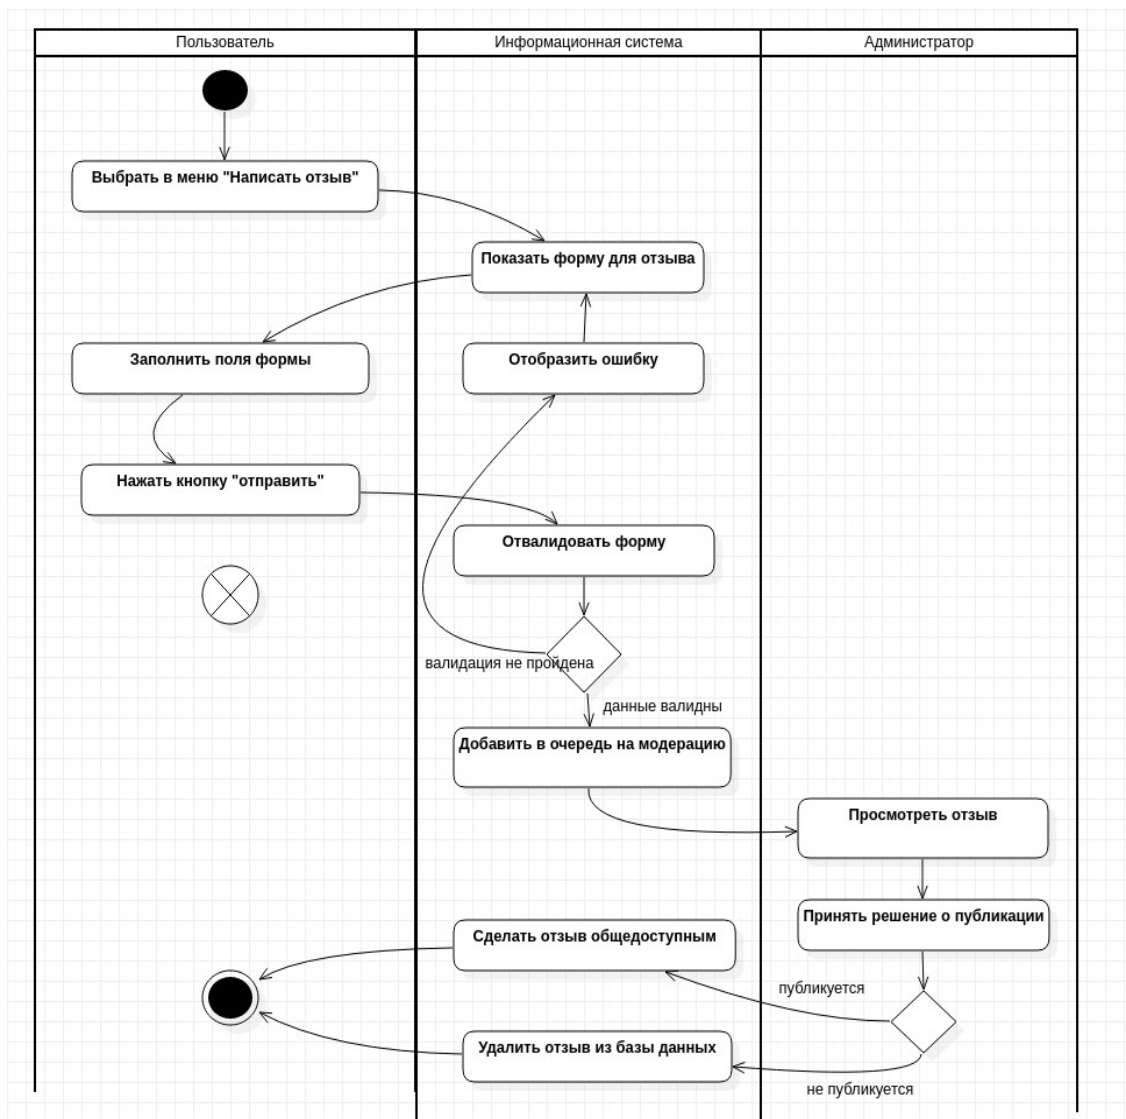 Пользователь
Информационная система
Администратор
Выбрать в меню "Написать отзыв"
Показать форму для отзыва
Заполнить поля формы
Отобразить ошибку
Нажать кнопку "отправить"
Отвалидовать форму
валидация не пройдена
данные валидны
Добавить в очередь на модерацию
Просмотреть отзыв
Принять решение о публикации
Сделать отзыв общедоступным
публикуется
Удалить отзыв из базы данных
не публикуется